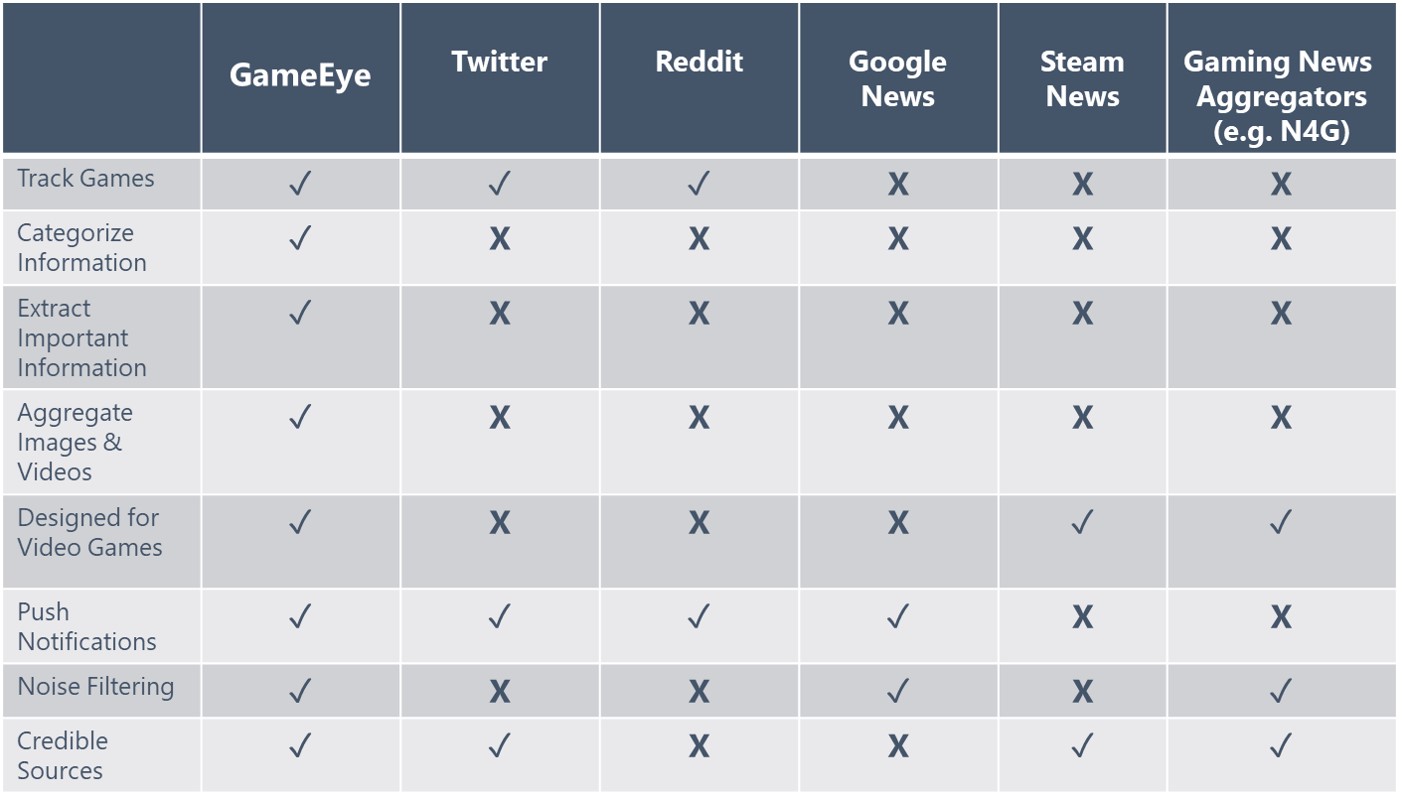 GameEye
Twitter
Reddit
Google
News
Steam
News
Gaming News
Aggregators
(e.g. N4G)
Track Games ✓ ✓ ✓ X X X
Categorize
Information ✓ X X X X X
Extract
Important
Information ✓ X X X X X
Aggregate
Images &
Videos ✓ X X X X X
Designed for
Video Games ✓ X X X ✓ ✓
Push
Notifications ✓ ✓ ✓ ✓ X X
Noise Filtering ✓ X X ✓ X ✓
Credible
Sources ✓ ✓ X X ✓ ✓